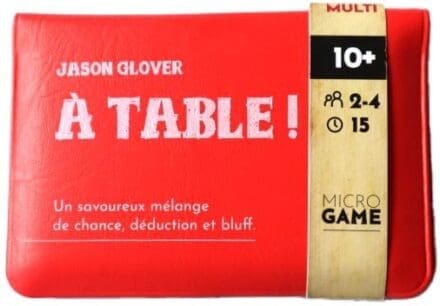 JASON GLOVER
À TABLE !
Un savoureux mélange
de chance, déduction et bluff.
MULTI
10+
2-4
15
MICRO
GAME